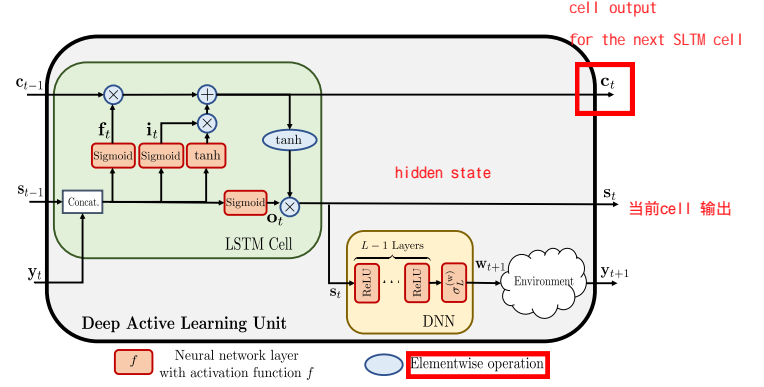 cell output
for the next SLTM cell
c_{t-1}
c_t
f_t
i_t
tanh
Sigmoid
Sigmoid
tanh
hidden state
s_{t-1}
Concat.
Sigmoid
o_t
s_t
当前cell 输出
LSTM Cell
L − 1 Layers
y_t
s_t
ReLU
...
ReLU
σ_L^{(w)}
w_{t+1}
Environment
y_{t+1}
DNN
Deep Active Learning Unit
f
Neural network layer
with activation function f
Elementwise operation